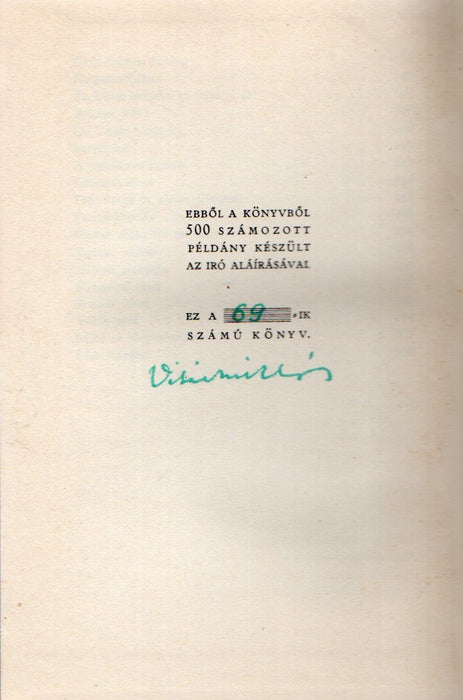 EBBŐL A KÖNYVBŐL
500 SZÁMOZOTT
PÉLDÁNY KÉSZÜLT
AZ IRÓ ALÁÍRÁSÁVAL
EZ A 69-IK
SZÁMÚ KÖNYV.